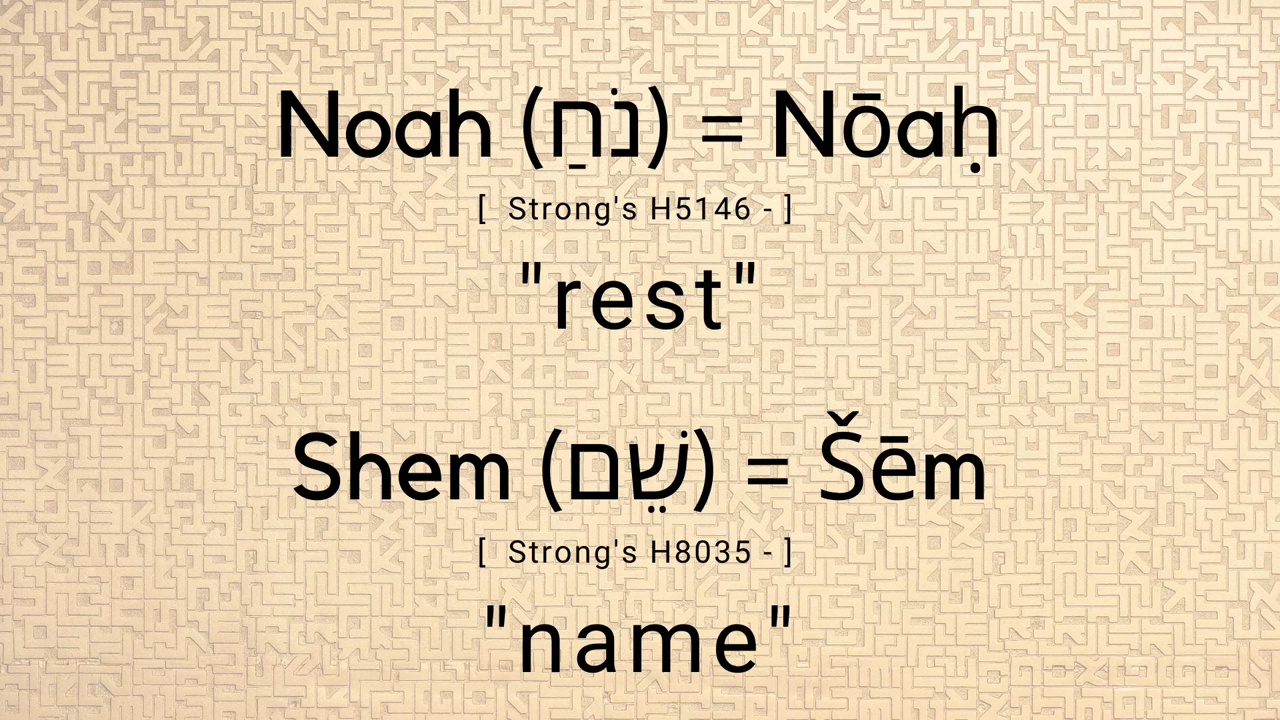 Noah (נֹחַ) = Nōaḥ
[ Strong's H5146 - ]
"rest"
Shem (שֵׁם) = Šēm
[ Strong's H8035 - ]
"name"